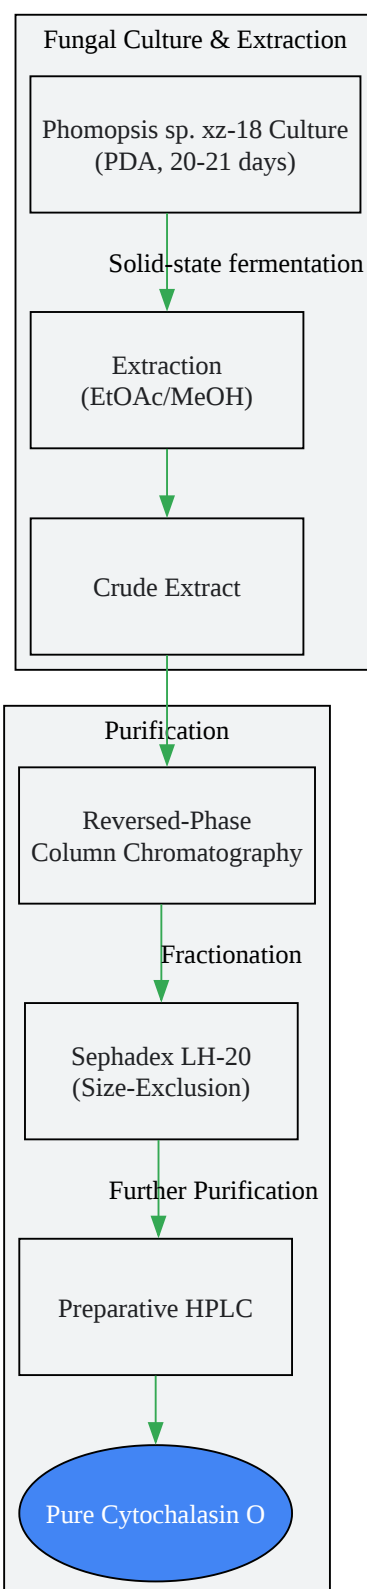 Fungal Culture & Extraction
Phomopsis sp. xz-18 Culture
(PDA, 20-21 days)
Solid-state fermentation
Extraction
(EtOAc/MeOH)
Crude Extract
Purification
Reversed-Phase
Column Chromatography
Fractionation
Sephadex LH-20
(Size-Exclusion)
Further Purification
Preparative HPLC
Pure Cytochalasin O